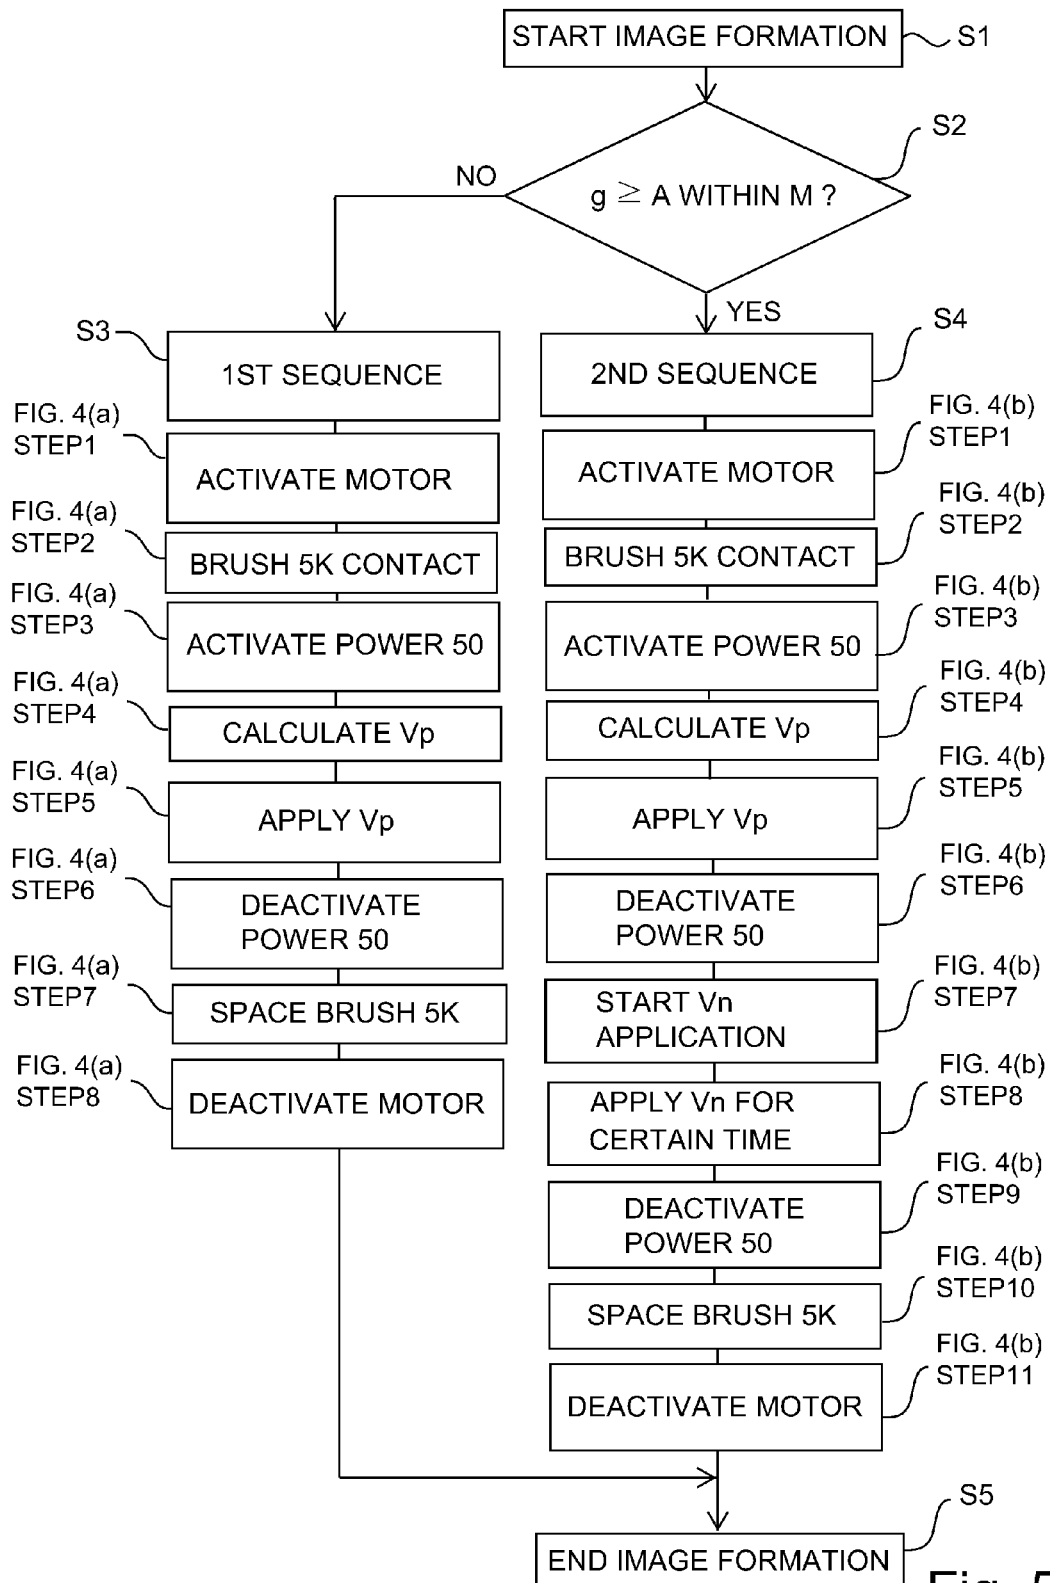 START IMAGE FORMATION
S1
S2
NO
g ≥ A WITHIN M ?
YES
S3
1ST SEQUENCE
FIG. 4(a)
STEP1
ACTIVATE MOTOR
FIG. 4(a)
STEP2
BRUSH 5K CONTACT
FIG. 4(a)
STEP3
ACTIVATE POWER 50
FIG. 4(a)
STEP4
CALCULATE Vp
FIG. 4(a)
STEP5
APPLY Vp
FIG. 4(a)
STEP6
DEACTIVATE
POWER 50
FIG. 4(a)
STEP7
SPACE BRUSH 5K
FIG. 4(a)
STEP8
DEACTIVATE MOTOR
S4
2ND SEQUENCE
FIG. 4(b)
STEP1
ACTIVATE MOTOR
FIG. 4(b)
STEP2
BRUSH 5K CONTACT
FIG. 4(b)
STEP3
ACTIVATE POWER 50
FIG. 4(b)
STEP4
CALCULATE Vp
FIG. 4(b)
STEP5
APPLY Vp
FIG. 4(b)
STEP6
DEACTIVATE
POWER 50
FIG. 4(b)
STEP7
START Vn
APPLICATION
FIG. 4(b)
STEP8
APPLY Vn FOR
CERTAIN TIME
FIG. 4(b)
STEP9
DEACTIVATE
POWER 50
FIG. 4(b)
STEP10
SPACE BRUSH 5K
FIG. 4(b)
STEP11
DEACTIVATE MOTOR
S5
END IMAGE FORMATION